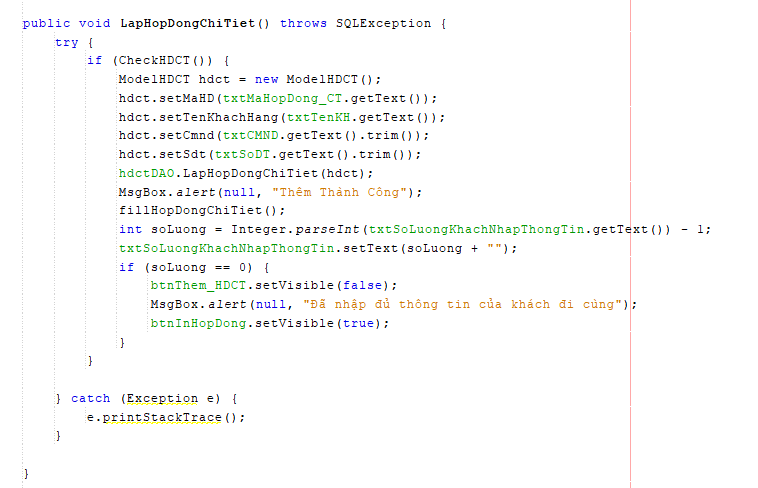 public void LapHopDongChiTiet() throws SQLException {
    try {
        if (CheckHDCT()) {
            ModelHDCT hdct = new ModelHDCT();
            hdct.setMaHD(txtMaHopDong_CT.getText());
            hdct.setTenKhachHang(txtTenKH.getText());
            hdct.setCmnd(txtCMND.getText().trim());
            hdct.setSdt(txtSoDT.getText().trim());
            hdctDAO.LapHopDongChiTiet(hdct);
            MsgBox.alert(null, "Thêm Thành Công");
            fillHopDongChiTiet();
            int soLuong = Integer.parseInt(txtSoLuongKhachNhapThongTin.getText()) - 1;
            txtSoLuongKhachNhapThongTin.setText(soLuong + "");
            if (soLuong == 0) {
                btnThem_HDCT.setVisible(false);
                MsgBox.alert(null, "Đã nhập đủ thông tin của khách đi cùng");
                btnInHopDong.setVisible(true);
            }
        }
    } catch (Exception e) {
        e.printStackTrace();
    }
}